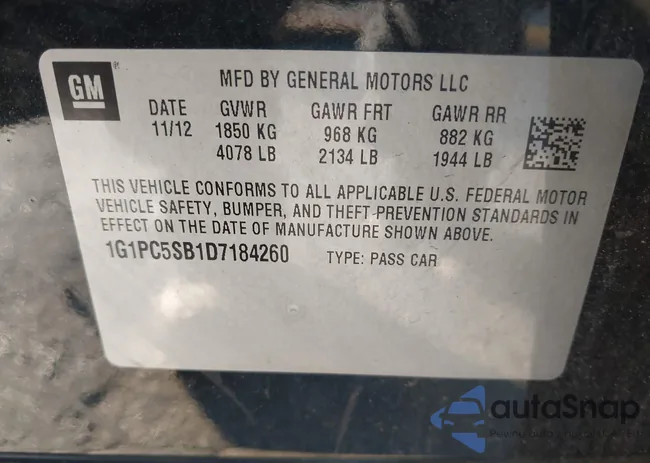 GM
MFD BY GENERAL MOTORS LLC
DATE GVWR GAWR FRT GAWR RR
11/12 1850 KG 968 KG 882 KG
4078 LB 2134 LB 1944 LB
THIS VEHICLE CONFORMS TO ALL APPLICABLE U.S. FEDERAL MOTOR
VEHICLE SAFETY, BUMPER, AND THEFT PREVENTION STANDARDS IN
EFFECT ON THE DATE OF MANUFACTURE SHOWN ABOVE.
1G1PC5SB1D7184260 TYPE: PASS CAR
autoSnap